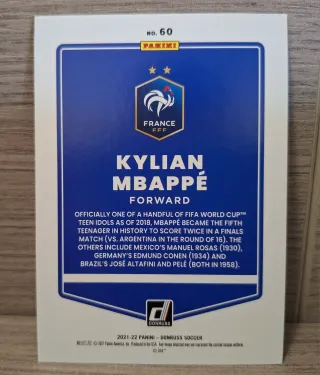 NO. 60
PANINI
FRANCE
FFF
KYLIAN
MBAPPÉ
FORWARD
OFFICIALLY ONE OF A HANDFUL OF FIFA WORLD CUP™
TEEN IDOLS AS OF 2018, MBAPPÉ BECAME THE FIFTH
TEENAGER IN HISTORY TO SCORE TWICE IN A FINALS
MATCH (VS. ARGENTINA IN THE ROUND OF 16). THE
OTHERS INCLUDE MEXICO'S MANUEL ROSAS (1930),
GERMANY'S EDMUND CONEN (1934) AND
BRAZIL'S JOSÉ ALTAFINI AND PELÉ (BOTH IN 1958).
DONRUSS
2021-22 PANINI - DONRUSS SOCCER